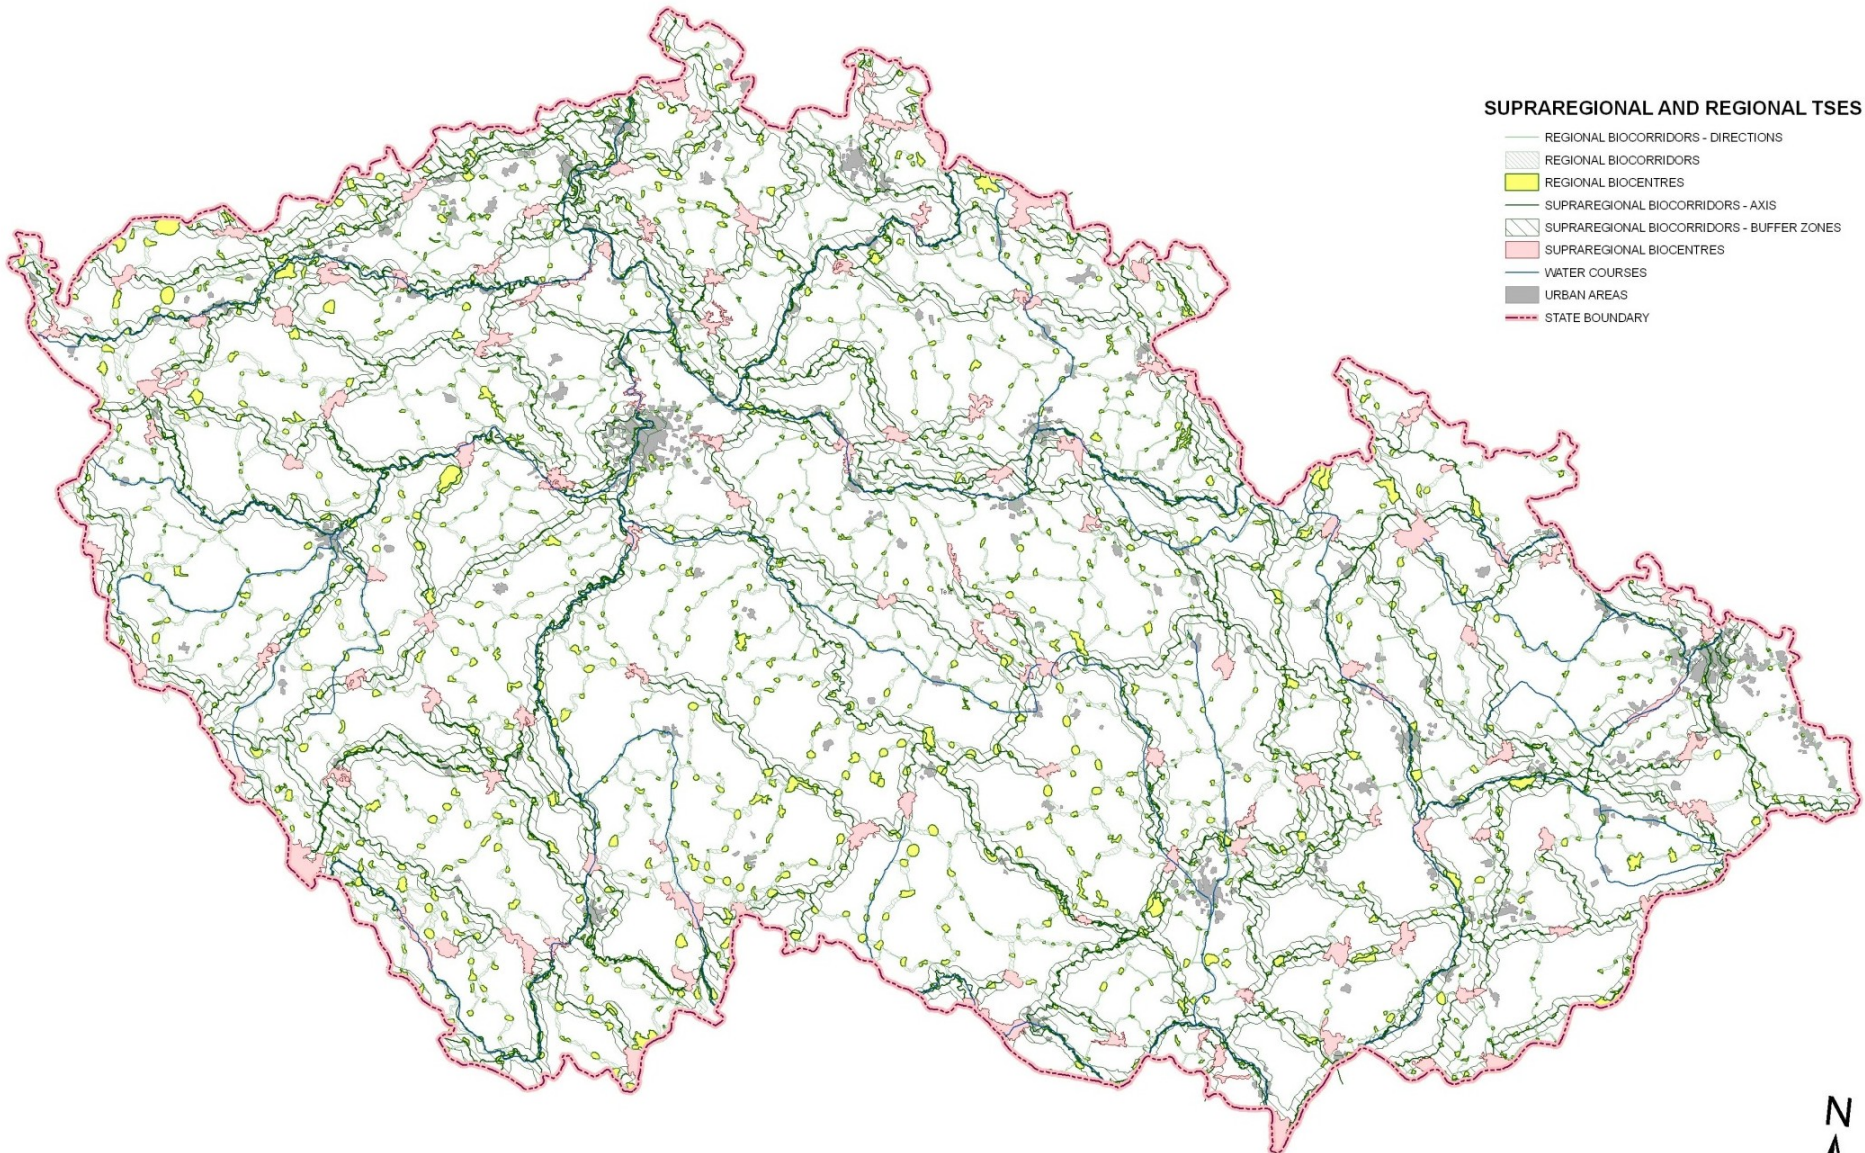 SUPRAREGIONAL AND REGIONAL TSES
REGIONAL BIOCORRIDORS - DIRECTIONS
REGIONAL BIOCORRIDORS
REGIONAL BIOCENTRES
SUPRAREGIONAL BIOCORRIDORS - AXIS
SUPRAREGIONAL BIOCORRIDORS - BUFFER ZONES
SUPRAREGIONAL BIOCENTRES
WATER COURSES
URBAN AREAS
STATE BOUNDARY
N